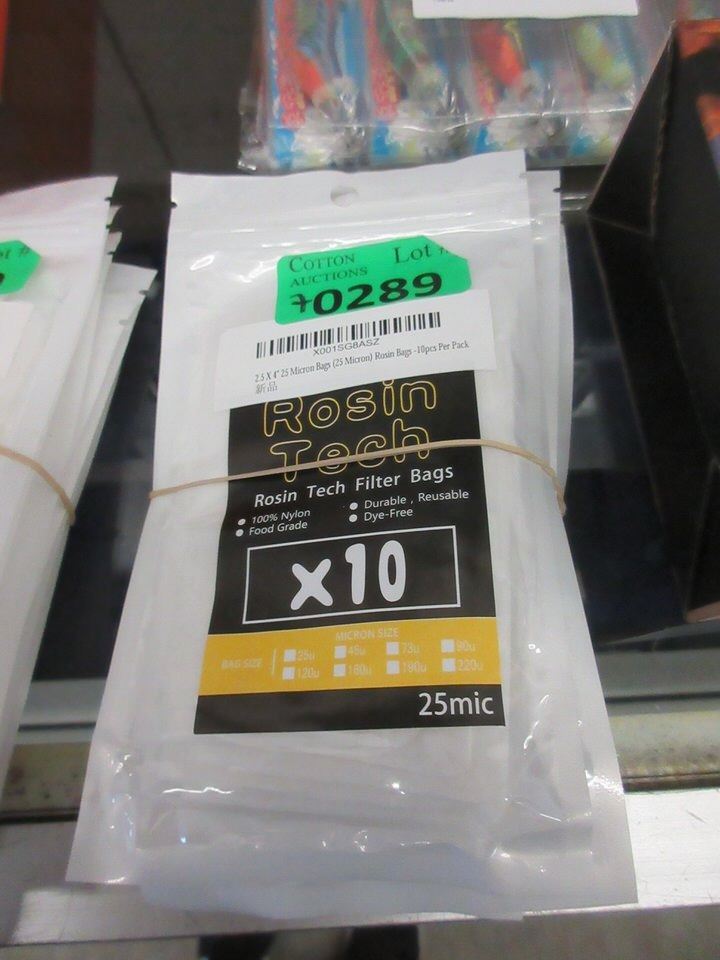 COTTON
AUCTIONS
Lot #
70289
X001SG8ASZ
2.5 X 4" 25 Micron Bags (25 Micron) Rosin Bags -10pcs Per Pack
新品
Rosin
Tech
Rosin Tech Filter Bags
100% Nylon
Food Grade
Durable , Reusable
Dye-Free
x10
MICRON SIZE
BAG SIZE
25u 45u 73u 90u
120u 160u 190u 220u
25mic